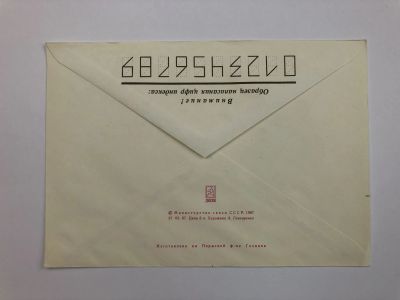 Внимание!
Образец написания цифр индекса:
0123456789
© Министерство связи СССР, 1987
Изготовлено на Пермской ф-ке Гознака